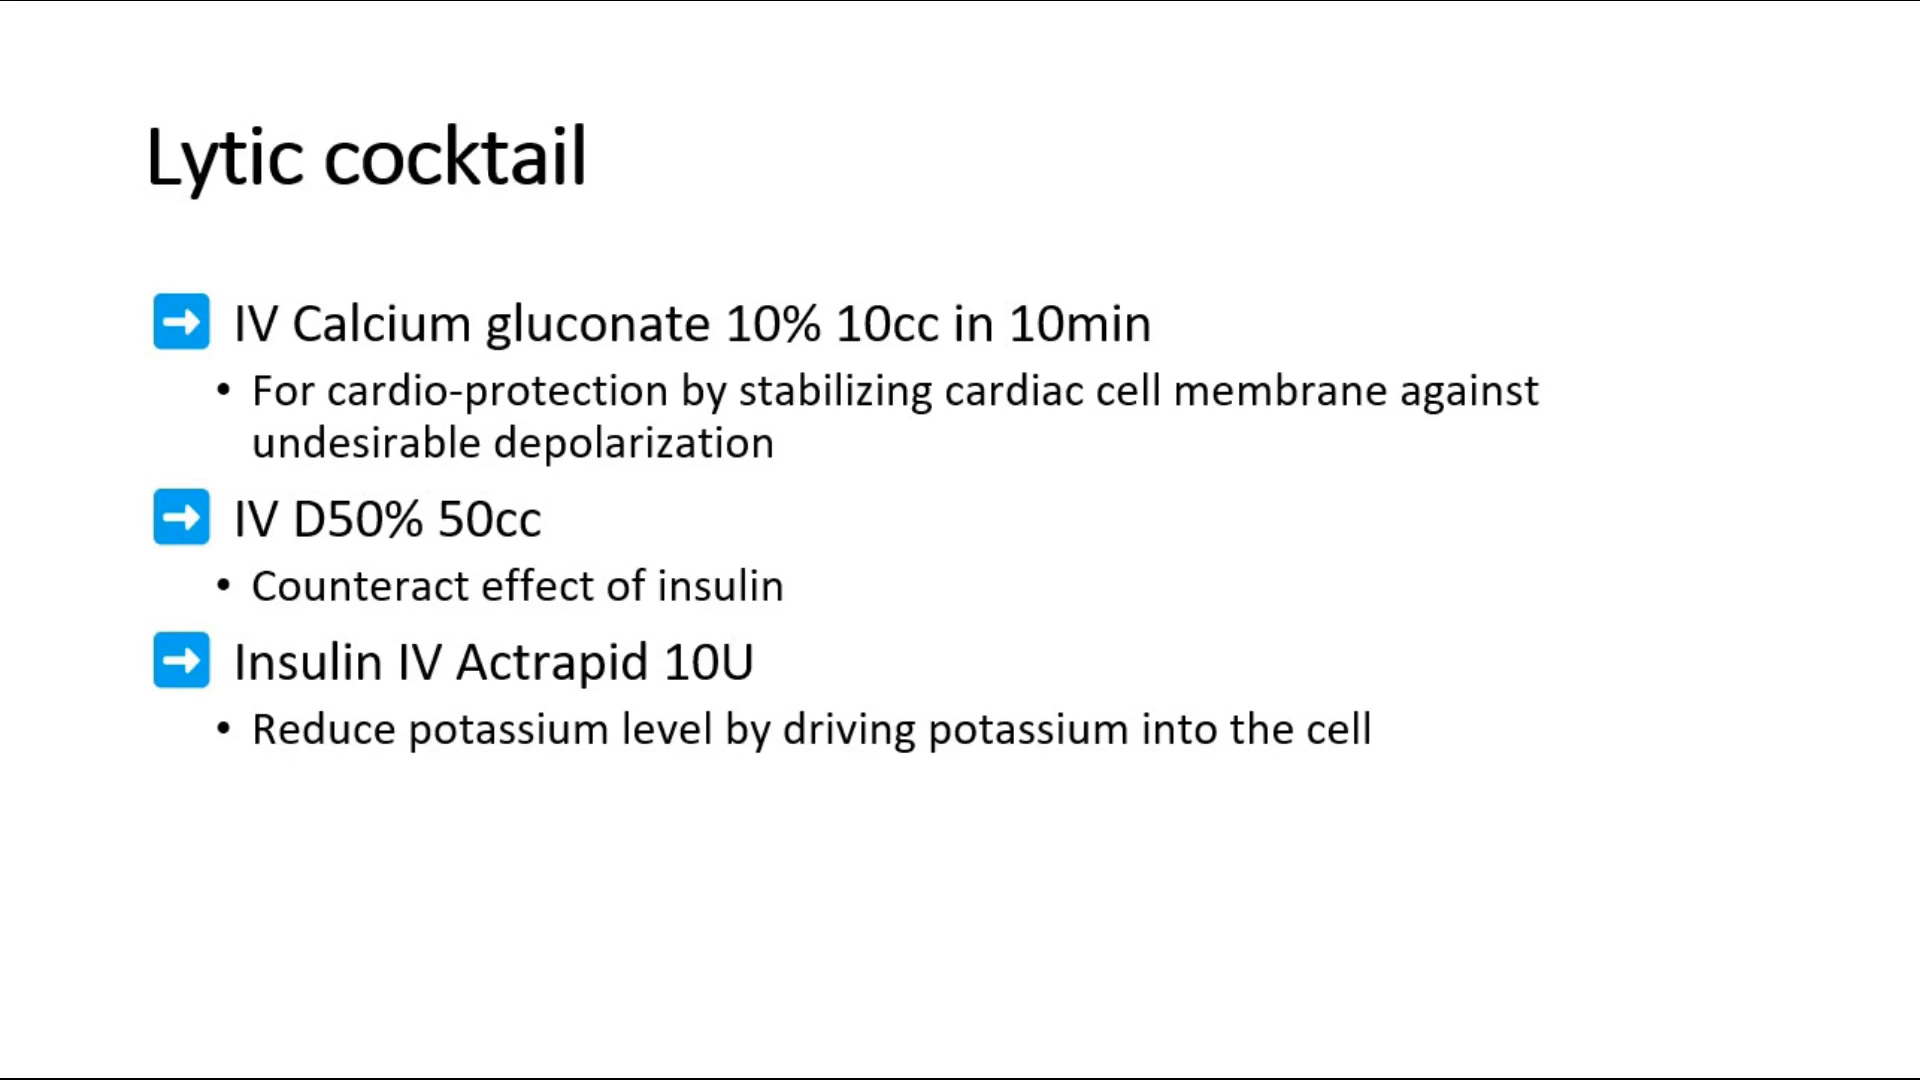 Lytic cocktail
➡ IV Calcium gluconate 10% 10cc in 10min
• For cardio-protection by stabilizing cardiac cell membrane against
undesirable depolarization
➡ IV D50% 50cc
• Counteract effect of insulin
➡ Insulin IV Actrapid 10U
• Reduce potassium level by driving potassium into the cell